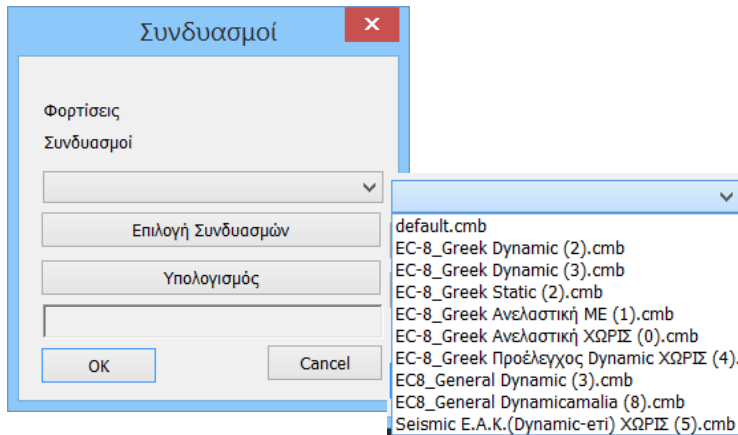 Συνδυασμοί
Φορτίσεις
Συνδυασμοί
Επιλογή Συνδυασμών
Υπολογισμός
OK
Cancel
default.cmb
EC-8_Greek Dynamic (2).cmb
EC-8_Greek Dynamic (3).cmb
EC-8_Greek Static (2).cmb
EC-8_Greek Ανελαστική ΜΕ (1).cmb
EC-8_Greek Ανελαστική ΧΩΡΙΣ (0).cmb
EC-8_Greek Προέλεγχος Dynamic ΧΩΡΙΣ (4).
EC8_General Dynamic (3).cmb
EC8_General Dynamicamalia (8).cmb
Seismic Ε.Α.Κ.(Dynamic-eτi) ΧΩΡΙΣ (5).cmb